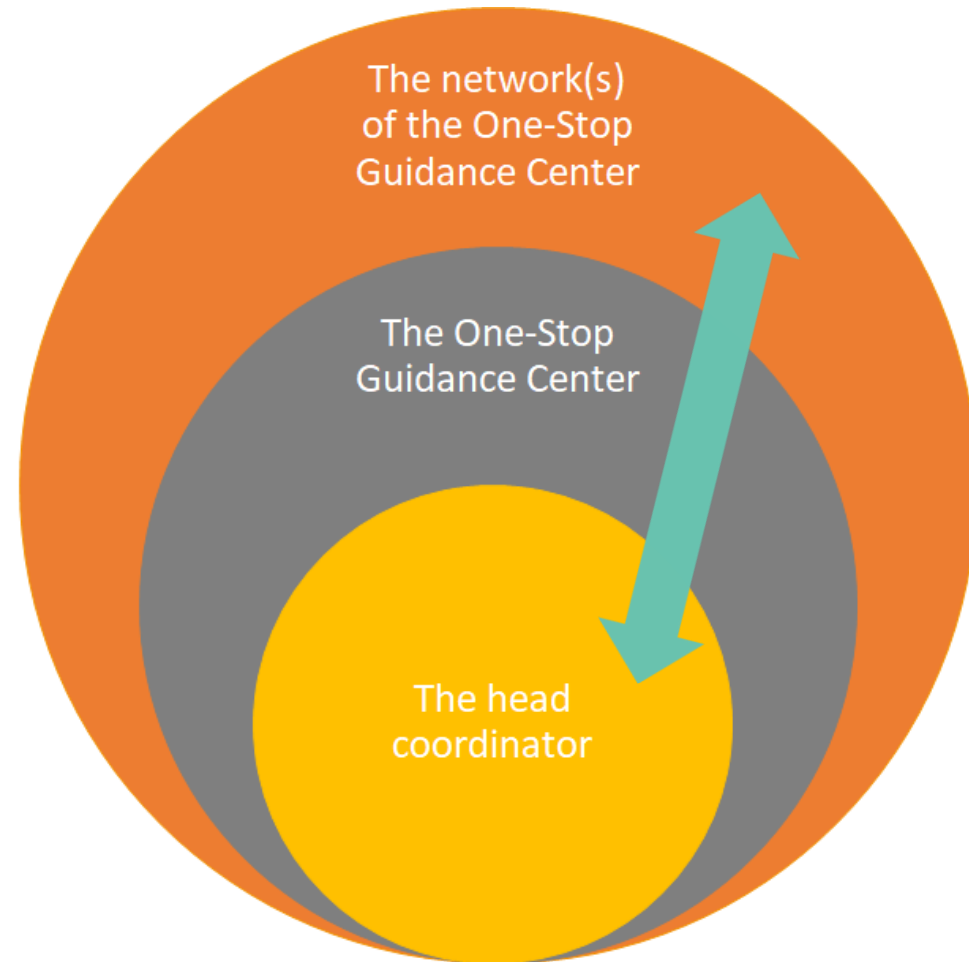 The network(s)
of the One-Stop
Guidance Center
The One-Stop
Guidance Center
The head
coordinator